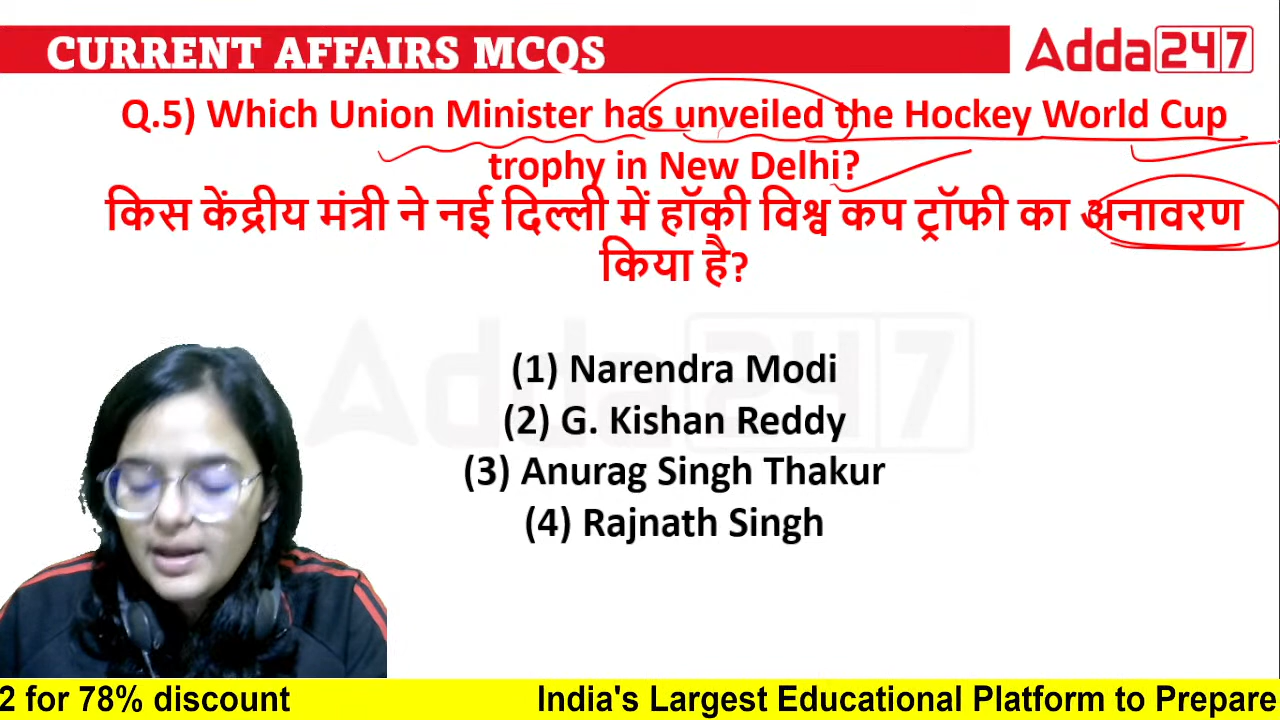 CURRENT AFFAIRS MCQS
Adda247
Q.5) Which Union Minister has unveiled the Hockey World Cup
trophy in New Delhi?
किस केंद्रीय मंत्री ने नई दिल्ली में हॉकी विश्व कप ट्रॉफी का अनावरण
किया है?
Adda247
(1) Narendra Modi
(2) G. Kishan Reddy
(3) Anurag Singh Thakur
(4) Rajnath Singh
2 for 78% discount
India's Largest Educational Platform to Prepare